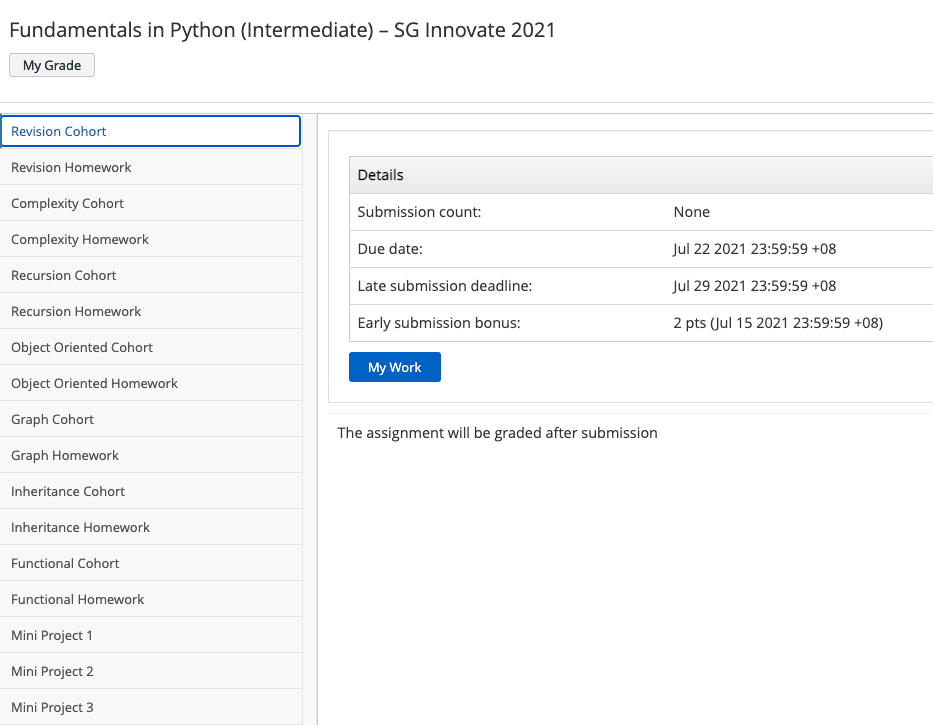 Fundamentals in Python (Intermediate) – SG Innovate 2021
My Grade
Revision Cohort
Revision Homework
Complexity Cohort
Complexity Homework
Recursion Cohort
Recursion Homework
Object Oriented Cohort
Object Oriented Homework
Graph Cohort
Graph Homework
Inheritance Cohort
Inheritance Homework
Functional Cohort
Functional Homework
Mini Project 1
Mini Project 2
Mini Project 3
Details
Submission count: None
Due date: Jul 22 2021 23:59:59 +08
Late submission deadline: Jul 29 2021 23:59:59 +08
Early submission bonus: 2 pts (Jul 15 2021 23:59:59 +08)
My Work
The assignment will be graded after submission